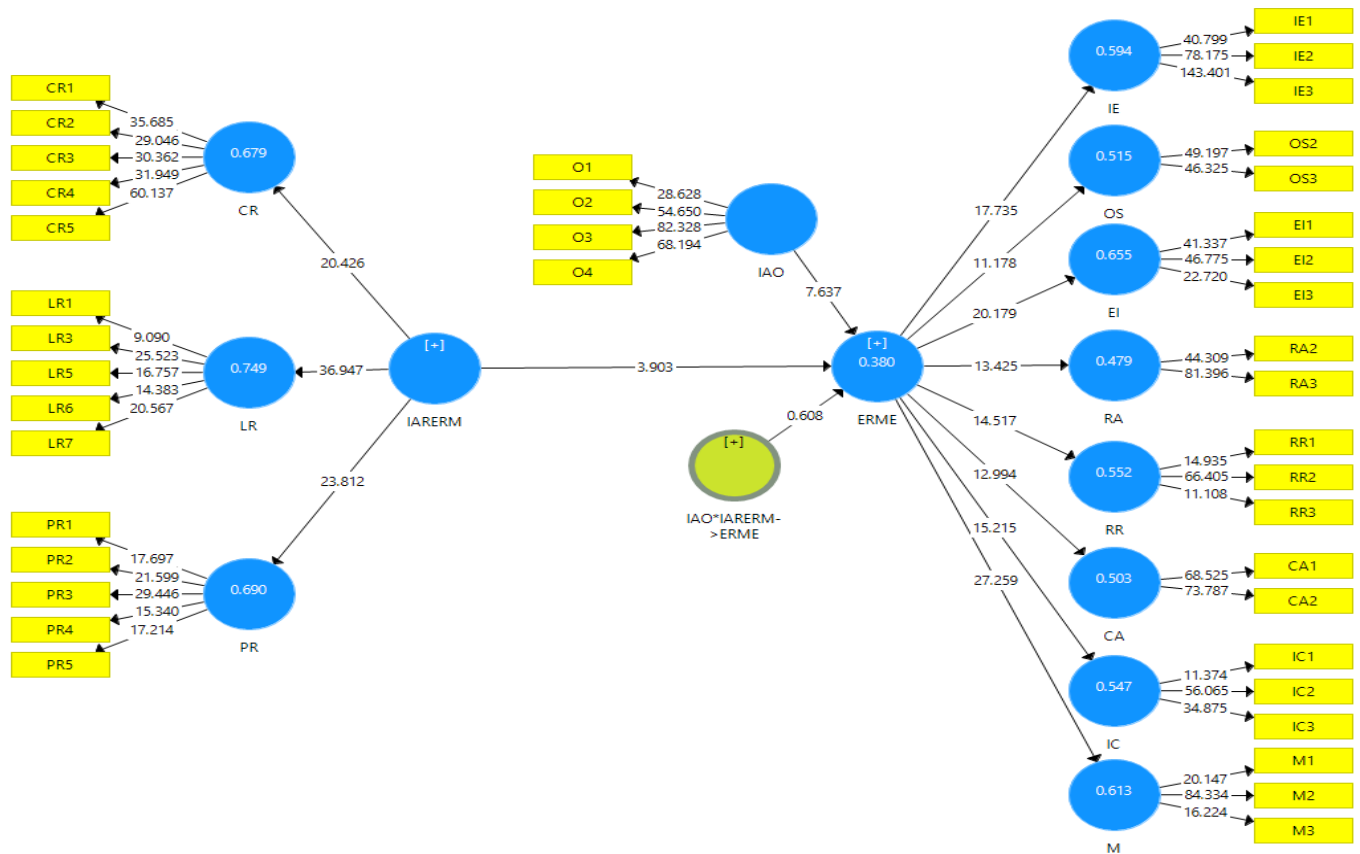 CR1
CR2
CR3
CR4
CR5
35.685
29.046
30.362
31.949
60.137
0.679
CR
20.426
LR1
LR3
LR5
LR6
LR7
9.090
25.523
16.757
14.383
20.567
0.749
LR
36.947
PR1
PR2
PR3
PR4
PR5
17.697
21.599
29.446
15.340
17.214
0.690
PR
23.812
[+]
IARERM
3.903
O1
O2
O3
O4
28.628
54.650
82.328
68.194
IAO
7.637
[+]
0.380
ERME
0.608
[+]
IAO*IARERM-
>ERME
17.735
11.178
20.179
13.425
14.517
12.994
15.215
27.259
0.594
IE
40.799
78.175
143.401
IE1
IE2
IE3
0.515
OS
49.197
46.325
OS2
OS3
0.655
EI
41.337
46.775
22.720
EI1
EI2
EI3
0.479
RA
44.309
81.396
RA2
RA3
0.552
RR
14.935
66.405
11.108
RR1
RR2
RR3
0.503
CA
68.525
73.787
CA1
CA2
0.547
IC
11.374
56.065
34.875
IC1
IC2
IC3
0.613
M
20.147
84.334
16.224
M1
M2
M3